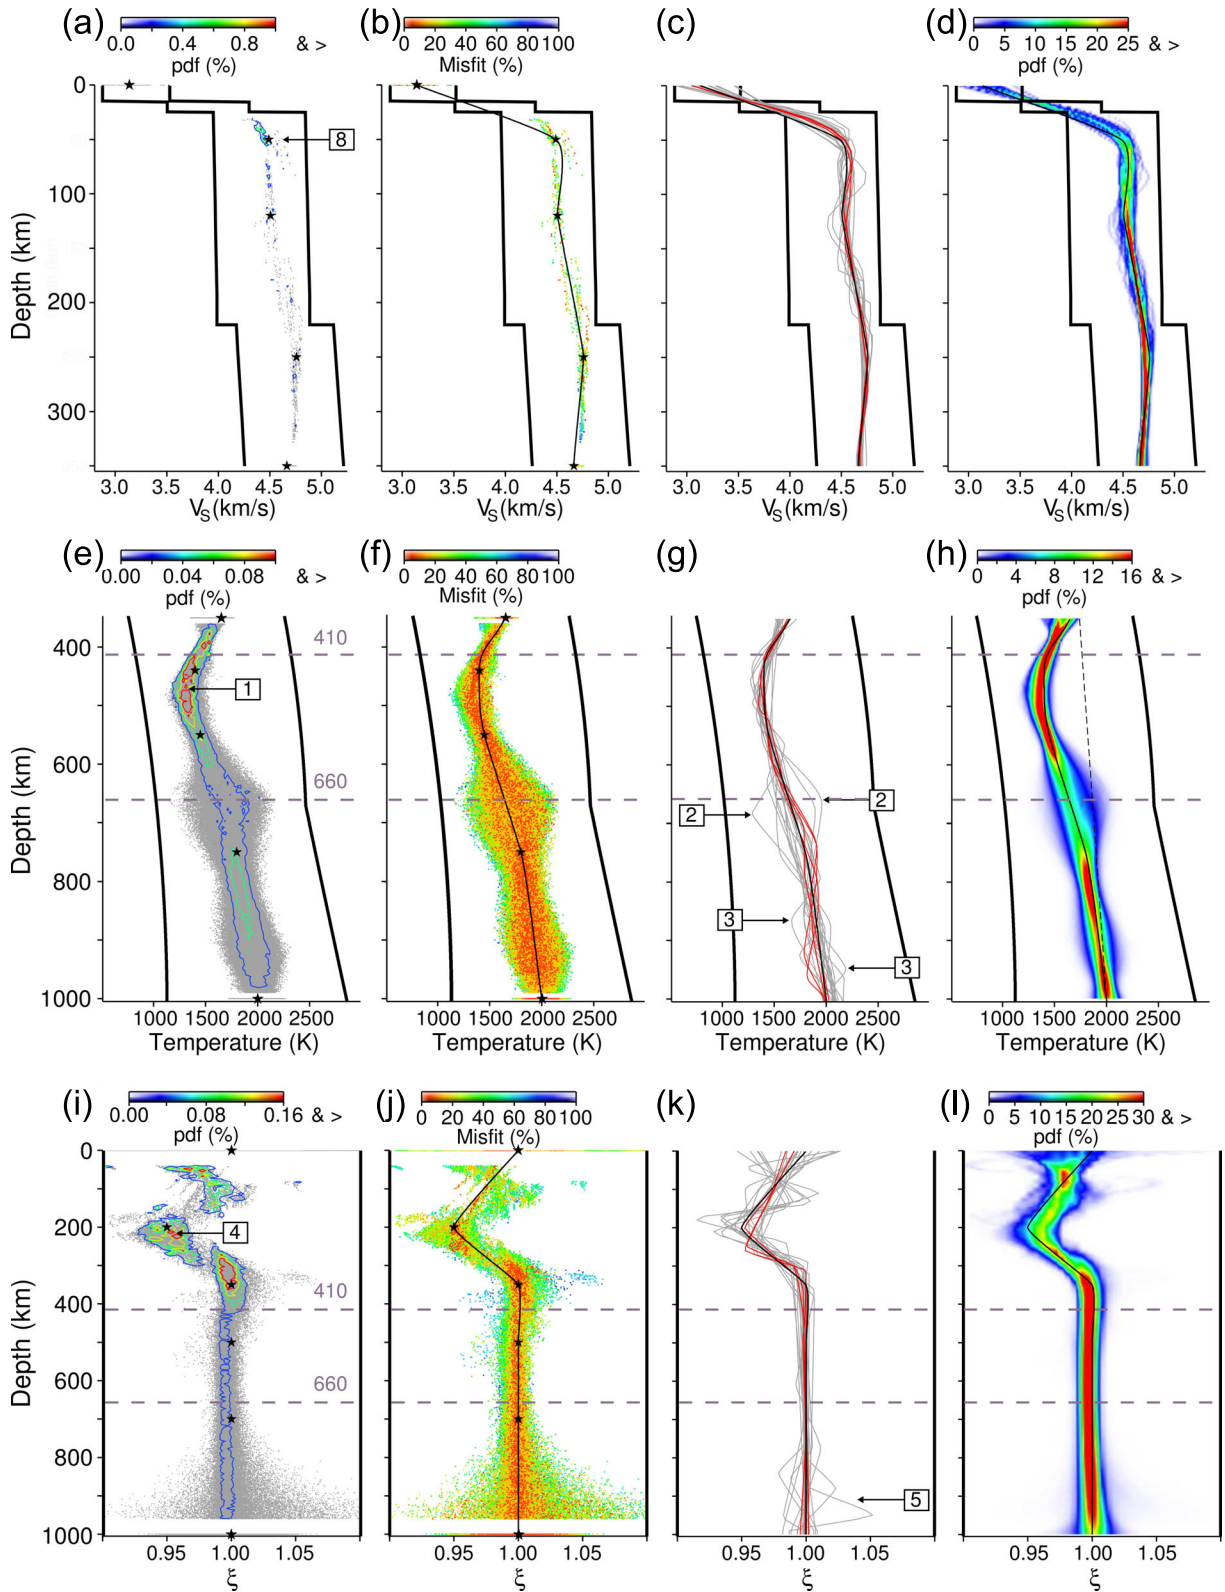 (a) (b) (c) (d)
0.0 0.4 0.8 & >
pdf (%)
0 20 40 60 80 100
Misfit (%)
0 5 10 15 20 25 & >
pdf (%)
0
100
200
300
Depth (km)
8
3.0 3.5 4.0 4.5 5.0
VS(km/s)
3.0 3.5 4.0 4.5 5.0
VS(km/s)
3.0 3.5 4.0 4.5 5.0
VS(km/s)
3.0 3.5 4.0 4.5 5.0
VS(km/s)
(e) (f) (g) (h)
0.00 0.04 0.08 & >
pdf (%)
0 20 40 60 80 100
Misfit (%)
0 4 8 12 16 & >
pdf (%)
400
600
800
1000
Depth (km)
410
660
1
2
2
3
3
1000 1500 2000 2500
Temperature (K)
1000 1500 2000 2500
Temperature (K)
1000 1500 2000 2500
Temperature (K)
1000 1500 2000 2500
Temperature (K)
(i) (j) (k) (l)
0.00 0.08 0.16 & >
pdf (%)
0 20 40 60 80 100
Misfit (%)
0 5 10 15 20 25 30 & >
pdf (%)
0
200
400
600
800
1000
Depth (km)
410
660
4
5
0.95 1.00 1.05
ξ
0.95 1.00 1.05
ξ
0.95 1.00 1.05
ξ
0.95 1.00 1.05
ξ